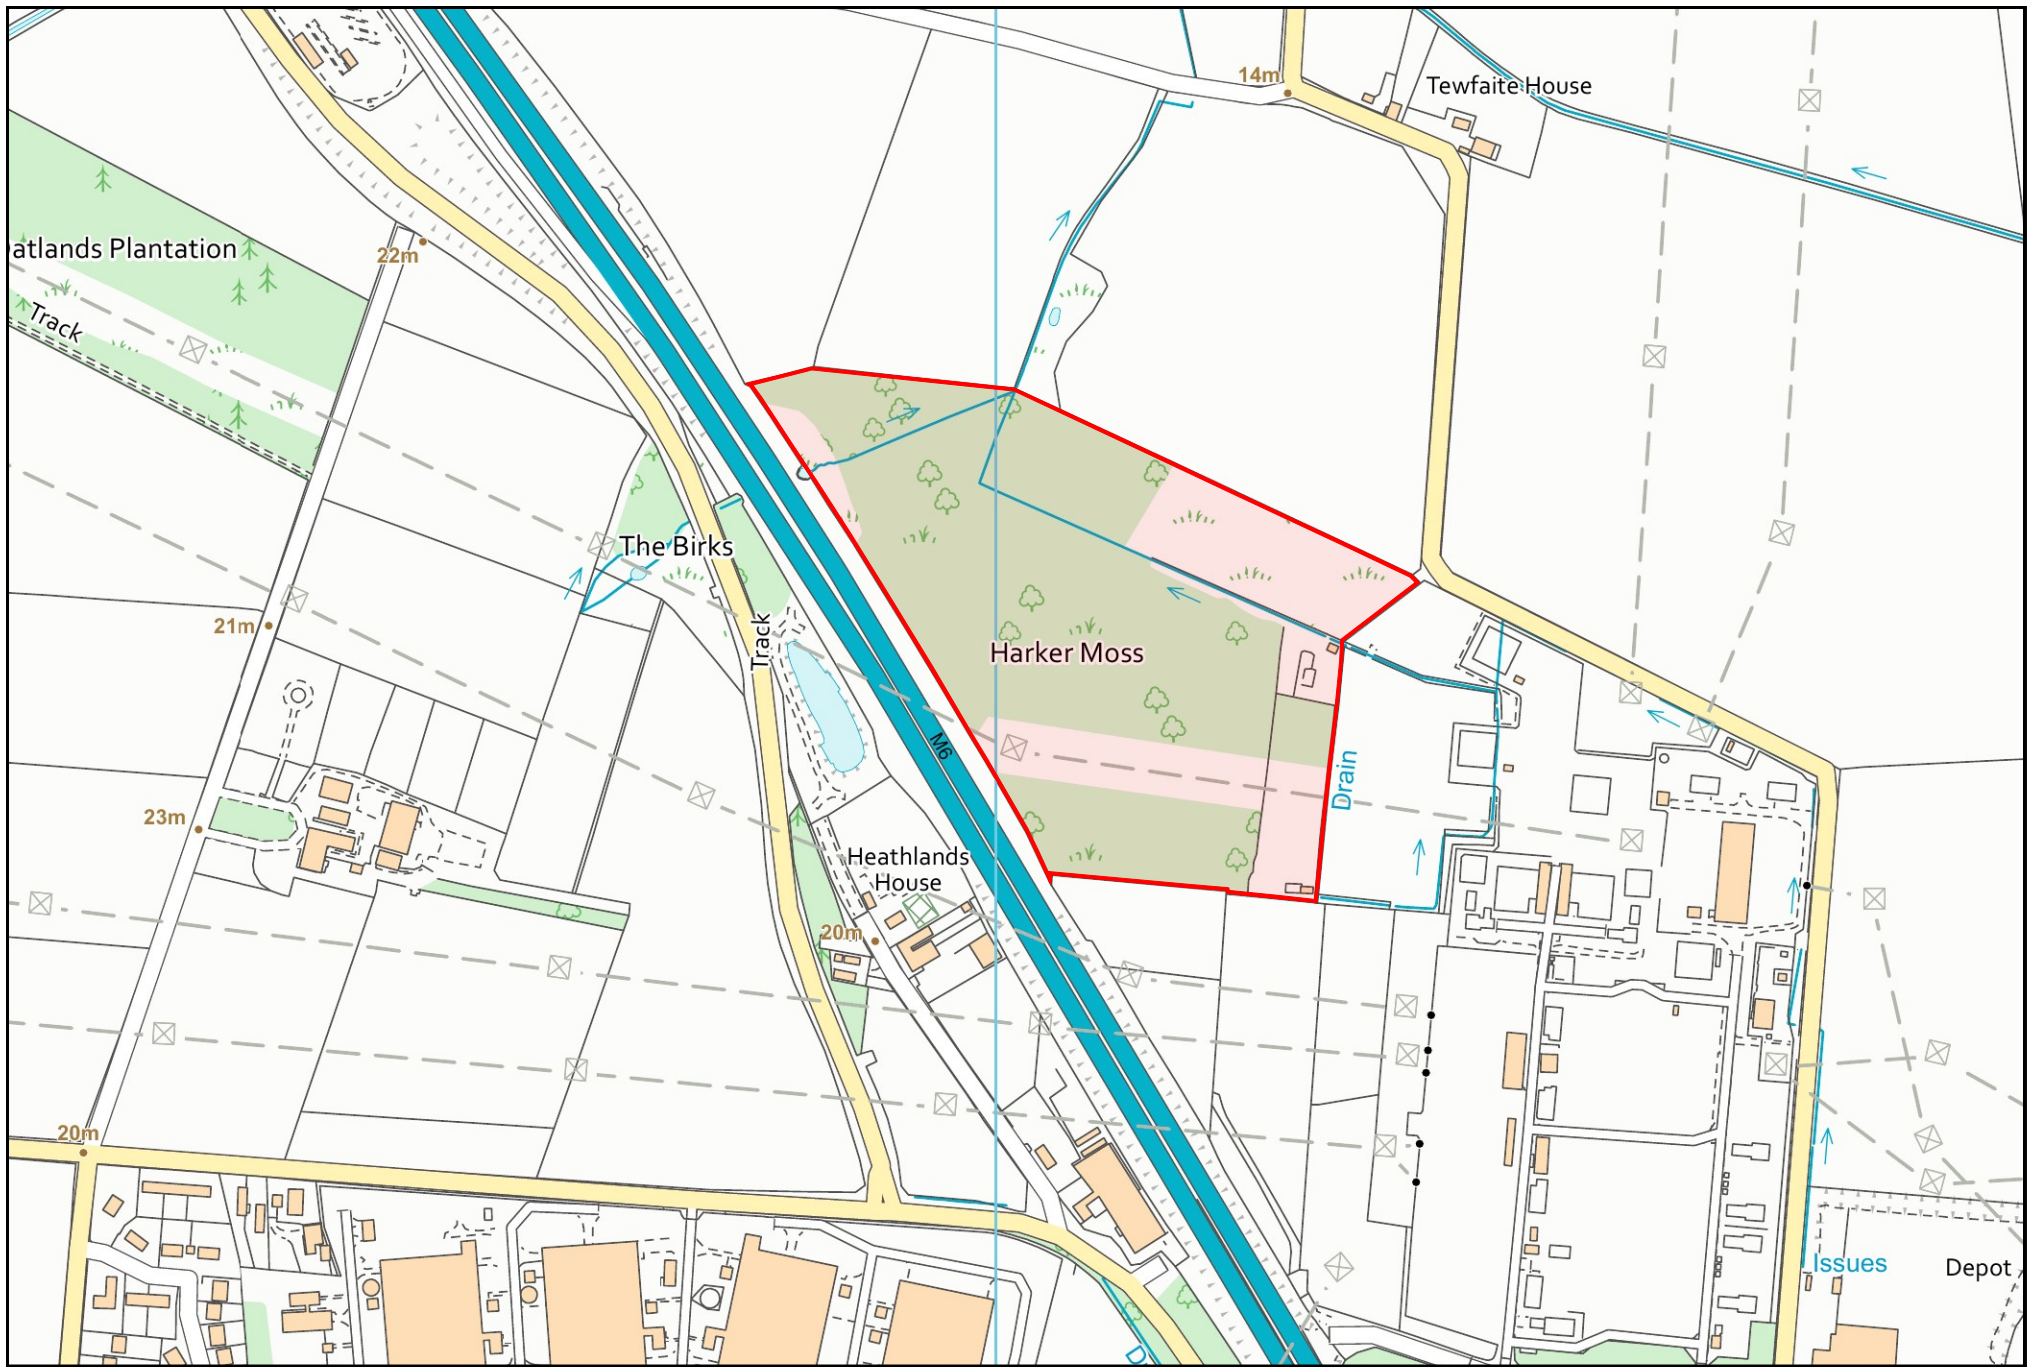 14m
Tewfaite House
atlands Plantation
22m
Track
The Birks
21m
Track
Harker Moss
M6
Drain
23m
Heathlands
House
20m
20m
Issues
Depot
D